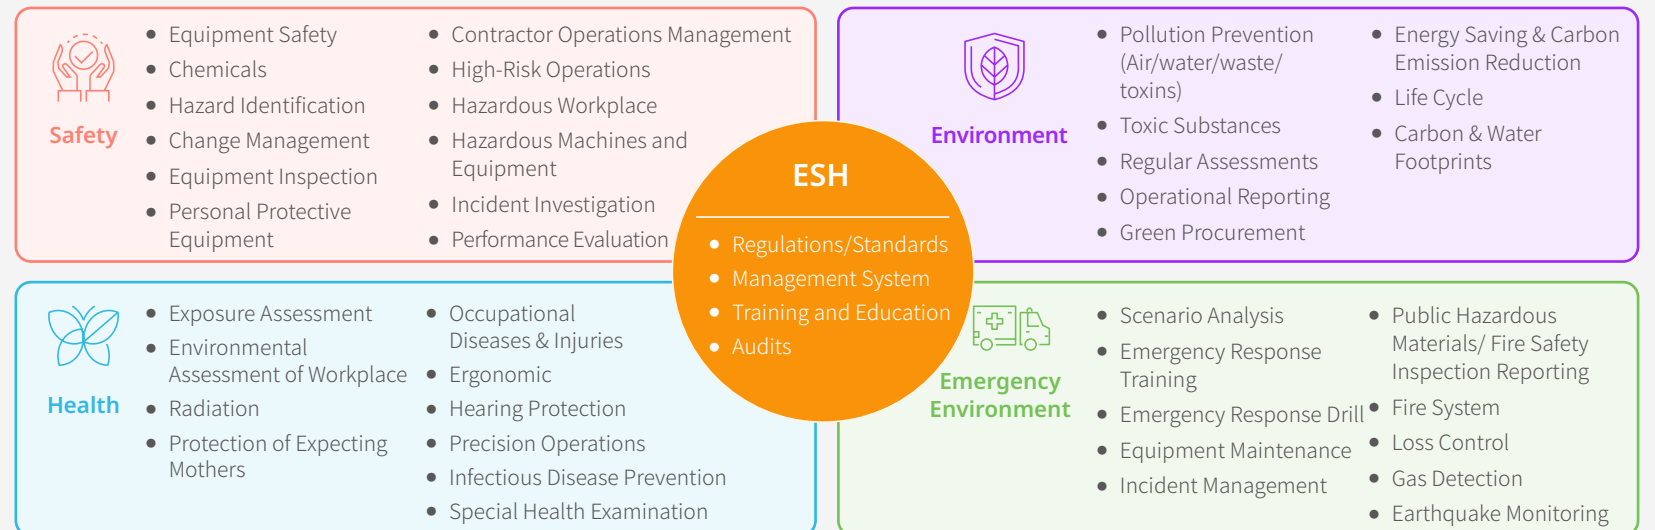 Safety
Equipment Safety
Chemicals
Hazard Identification
Change Management
Equipment Inspection
Personal Protective
Equipment
Contractor Operations Management
High-Risk Operations
Hazardous Workplace
Hazardous Machines and
Equipment
Incident Investigation
Performance Evaluation
Environment
Pollution Prevention
(Air/water/waste/
toxins)
Toxic Substances
Regular Assessments
Operational Reporting
Green Procurement
Energy Saving & Carbon
Emission Reduction
Life Cycle
Carbon & Water
Footprints
ESH
Regulations/Standards
Management System
Training and Education
Audits
Health
Exposure Assessment
Environmental
Assessment of Workplace
Radiation
Protection of Expecting
Mothers
Occupational
Diseases & Injuries
Ergonomic
Hearing Protection
Precision Operations
Infectious Disease Prevention
Special Health Examination
Emergency
Environment
Scenario Analysis
Emergency Response
Training
Emergency Response Drill
Equipment Maintenance
Incident Management
Public Hazardous
Materials/ Fire Safety
Inspection Reporting
Fire System
Loss Control
Gas Detection
Earthquake Monitoring